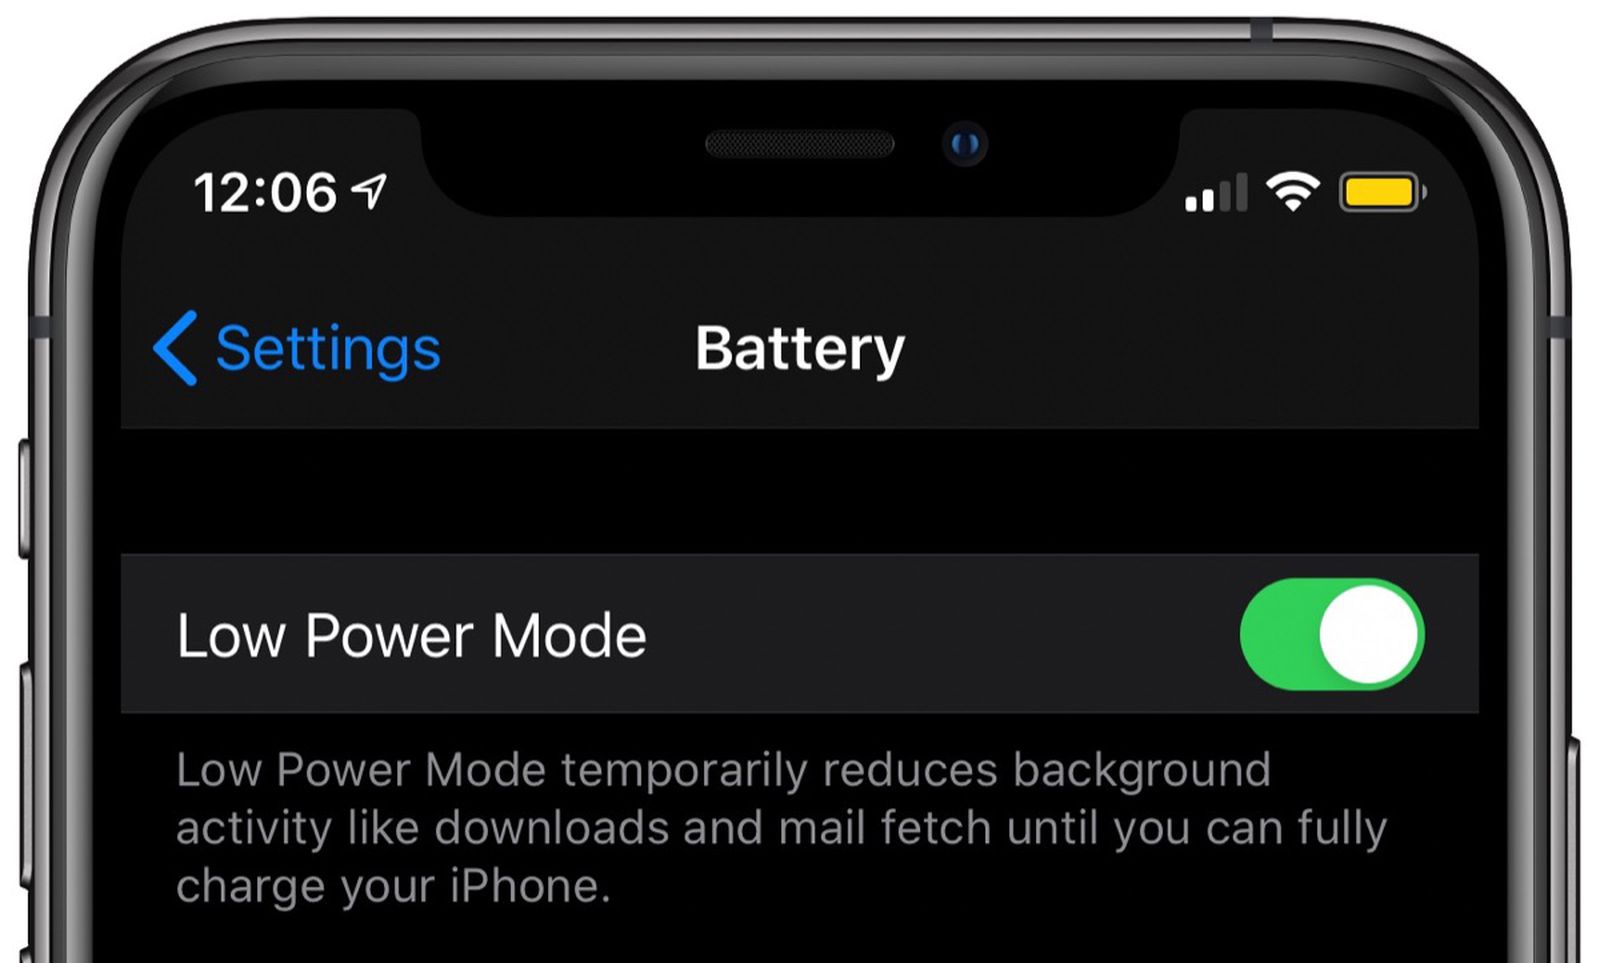 12:06
Settings
Battery
Low Power Mode
Low Power Mode temporarily reduces background
activity like downloads and mail fetch until you can fully
charge your iPhone.